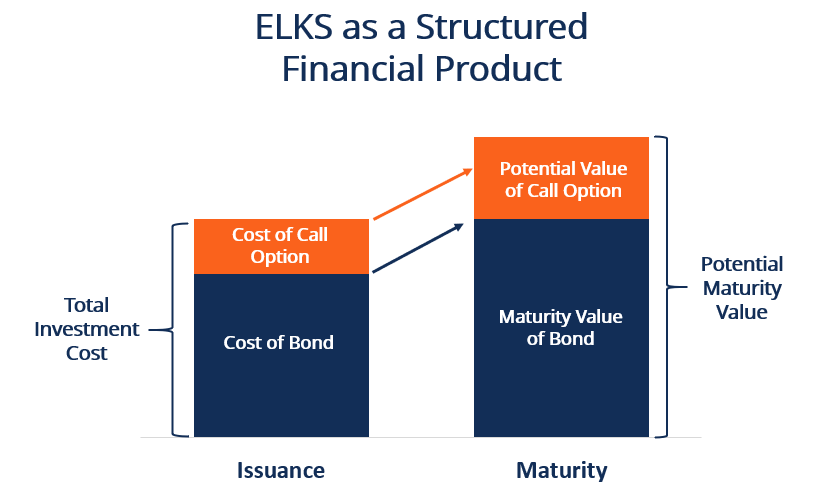 ELKS as a Structured
Financial Product
Total
Investment
Cost
Cost of Call
Option
Cost of Bond
Potential Value
of Call Option
Maturity Value
of Bond
Potential
Maturity
Value
Issuance
Maturity